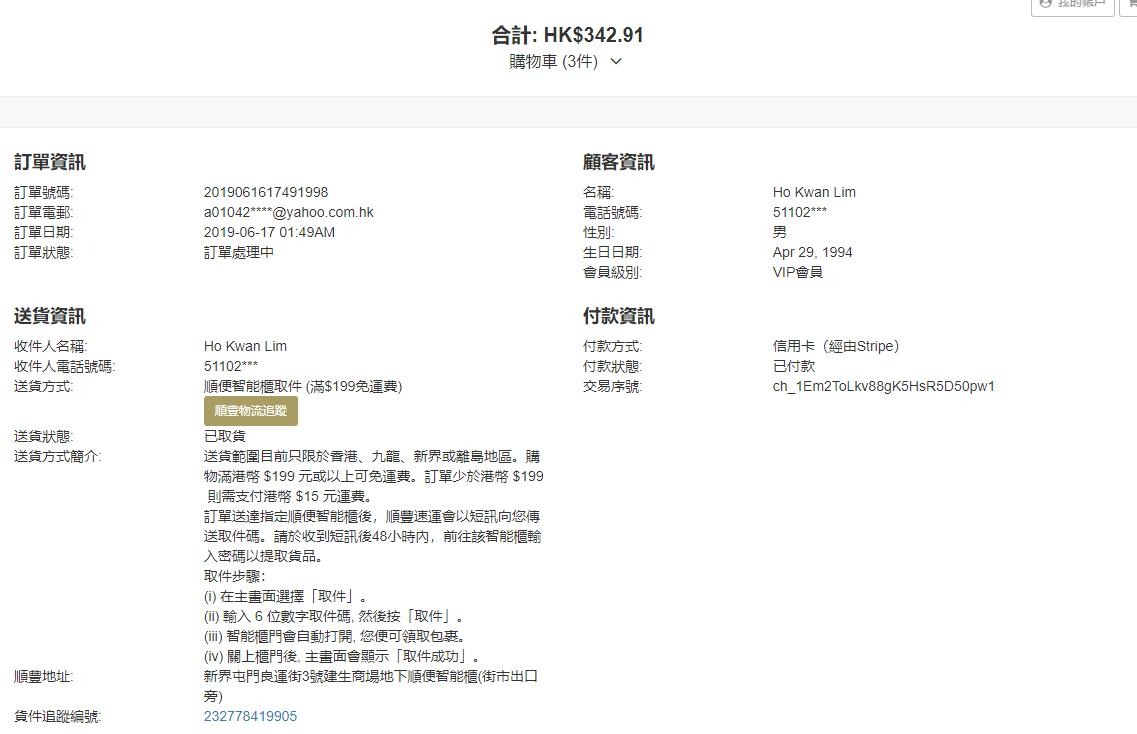 我的帳戶
合計: HK$342.91
購物車 (3件)
訂單資訊
訂單號碼: 2019061617491998
訂單電郵: a01042****@yahoo.com.hk
訂單日期: 2019-06-17 01:49AM
訂單狀態: 訂單處理中
顧客資訊
名稱: Ho Kwan Lim
電話號碼: 51102***
性別: 男
生日日期: Apr 29, 1994
會員級別: VIP會員
送貨資訊
收件人名稱: Ho Kwan Lim
收件人電話號碼: 51102***
送貨方式: 順便智能櫃取件 (滿$199免運費)
順豐物流追蹤
送貨狀態: 已取貨
送貨方式簡介: 送貨範圍目前只限於香港、九龍、新界或離島地區。購
物滿港幣 $199 元或以上可免運費。訂單少於港幣 $199
則需支付港幣 $15 元運費。
訂單送達指定順便智能櫃後，順豐速運會以短訊向您傳
送取件碼。請於收到短訊後48小時內，前往該智能櫃輸
入密碼以提取貨品。
取件步驟：
(i) 在主畫面選擇「取件」。
(ii) 輸入 6 位數字取件碼, 然後按「取件」。
(iii) 智能櫃門會自動打開, 您便可領取包裹。
(iv) 關上櫃門後, 主畫面會顯示「取件成功」。
順豐地址: 新界屯門良運街3號建生商場地下順便智能櫃(街市出口
旁)
貨件追蹤編號: 232778419905
付款資訊
付款方式: 信用卡（經由Stripe）
付款狀態: 已付款
交易序號: ch_1Em2ToLkv88gK5HsR5D50pw1